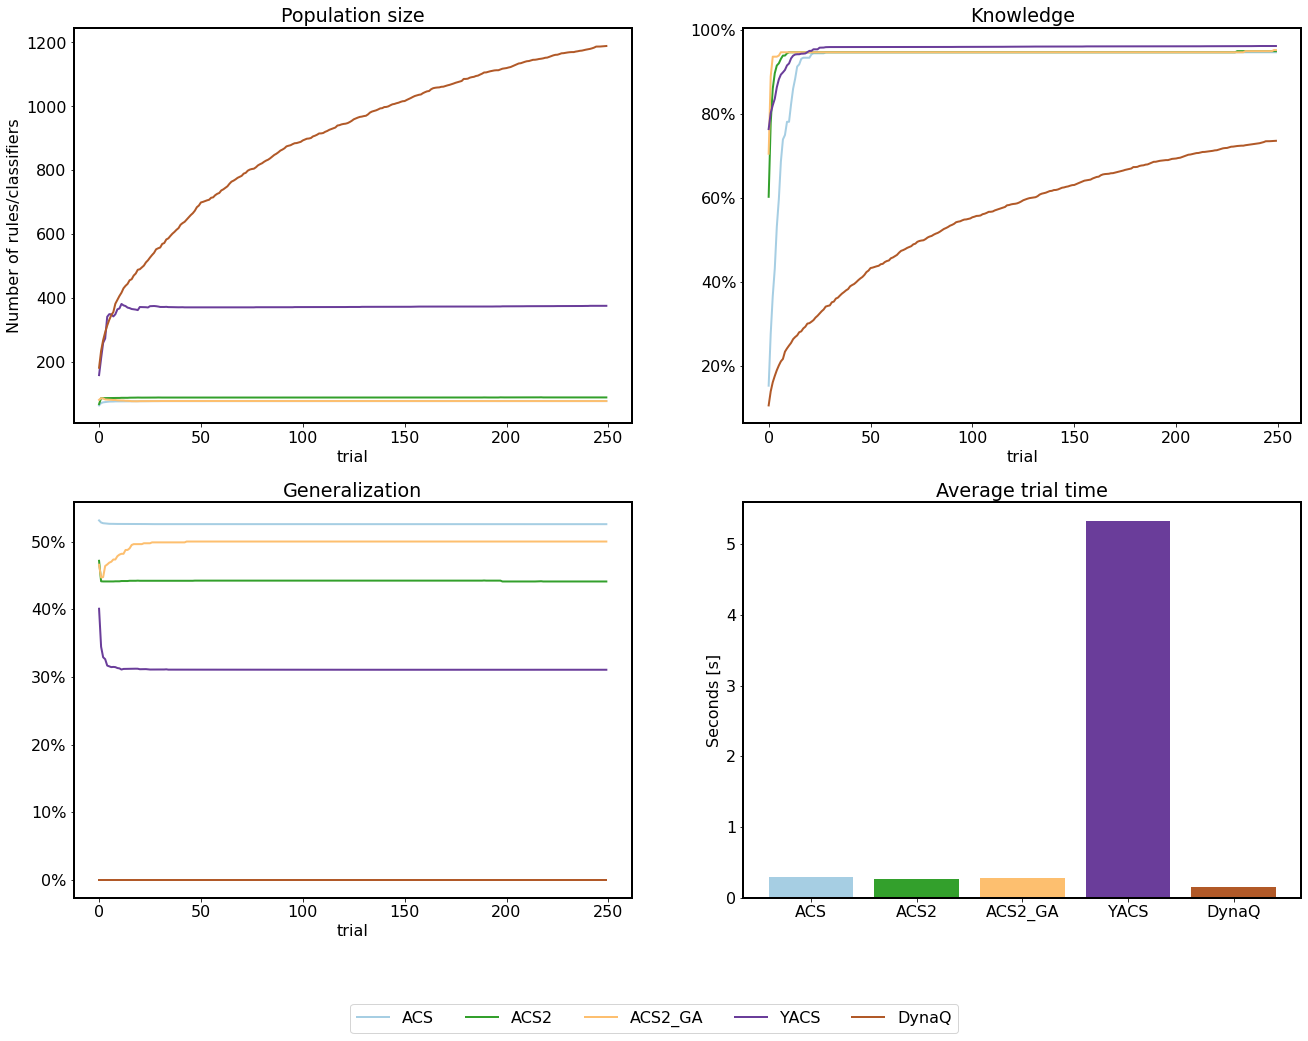 Population size
Number of rules/classifiers
1200
1000
800
600
400
200
0 50 100 150 200 250
trial
Knowledge
100%
80%
60%
40%
20%
0 50 100 150 200 250
trial
Generalization
50%
40%
30%
20%
10%
0%
0 50 100 150 200 250
trial
Average trial time
Seconds [s]
5
4
3
2
1
0
ACS ACS2 ACS2_GA YACS DynaQ
ACS ACS2 ACS2_GA YACS DynaQ